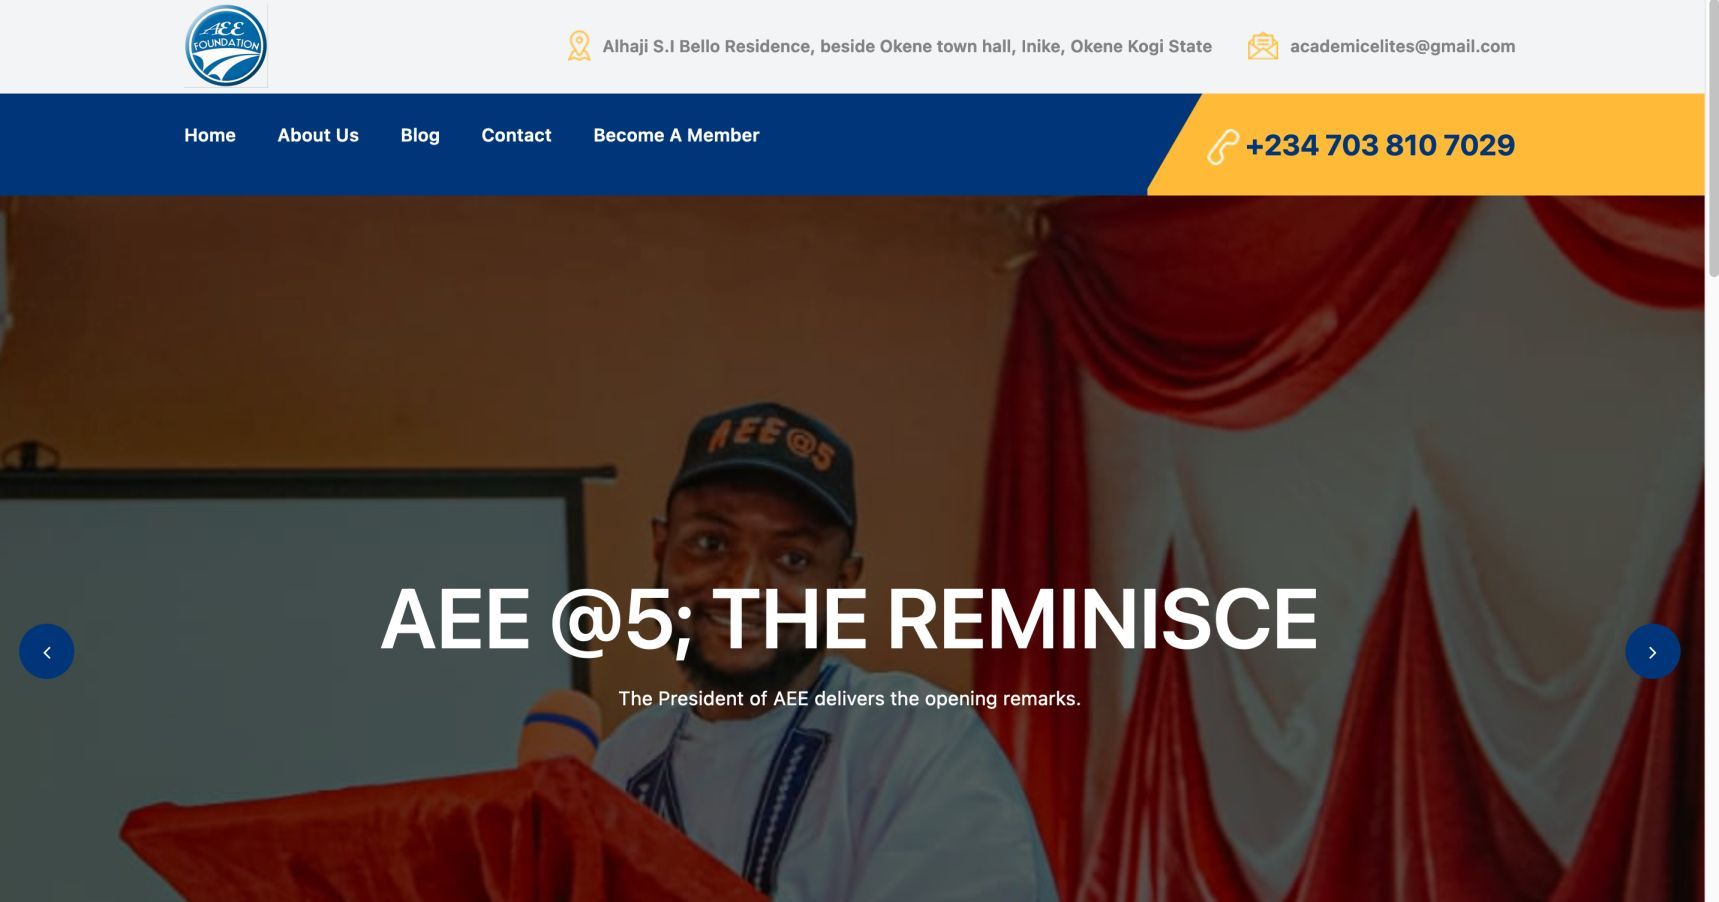 AEE
FOUNDATION
Alhaji S.I Bello Residence, beside Okene town hall, Inike, Okene Kogi State
academicelites@gmail.com
Home
About Us
Blog
Contact
Become A Member
+234 703 810 7029
AEE@5
AEE @5; THE REMINISCE
The President of AEE delivers the opening remarks.